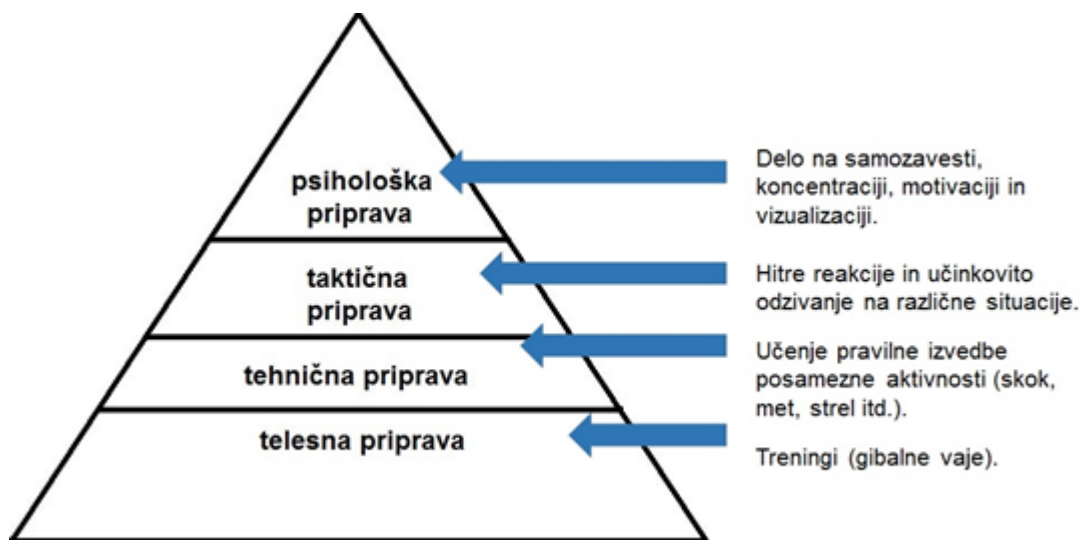 psihološka
priprava
Delo na samozavesti,
koncentraciji, motivaciji in
vizualizaciji.
taktična
priprava
Hitre reakcije in učinkovito
odzivanje na različne situacije.
tehnična priprava
Učenje pravilne izvedbe
posamezne aktivnosti (skok,
met, strel itd.).
telesna priprava
Treningi (gibalne vaje).